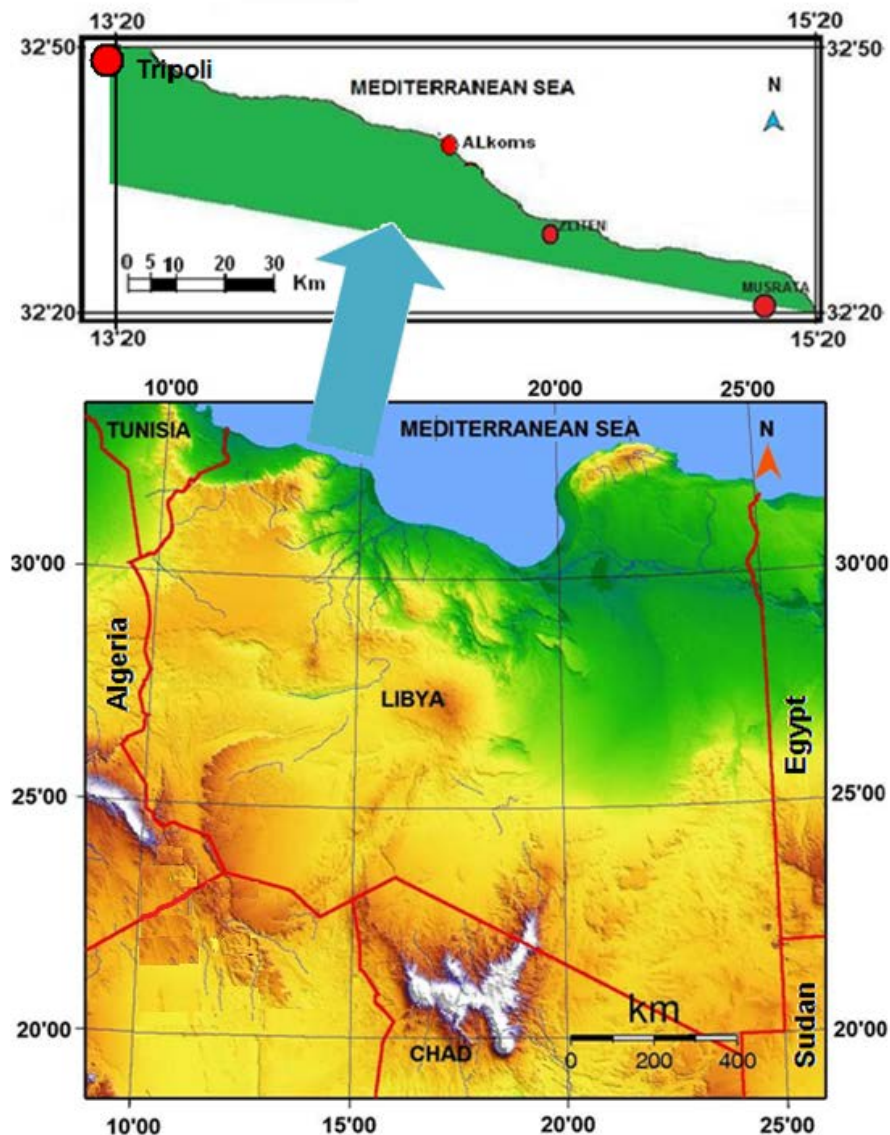 13'20
15'20
32'50
32'50
Tripoli
MEDITERRANEAN SEA
N
ALkoms
ZLITEN
0 5 10 20 30
Km
MUSRATA
32'20
32'20
13'20
15'20
10'00
20'00
25'00
TUNISIA
MEDITERRANEAN SEA
N
30'00
30'00
Algeria
LIBYA
Egypt
25'00
25'00
km
0 200 400
20'00
20'00
CHAD
Sudan
10'00
15'00
20'00
25'00